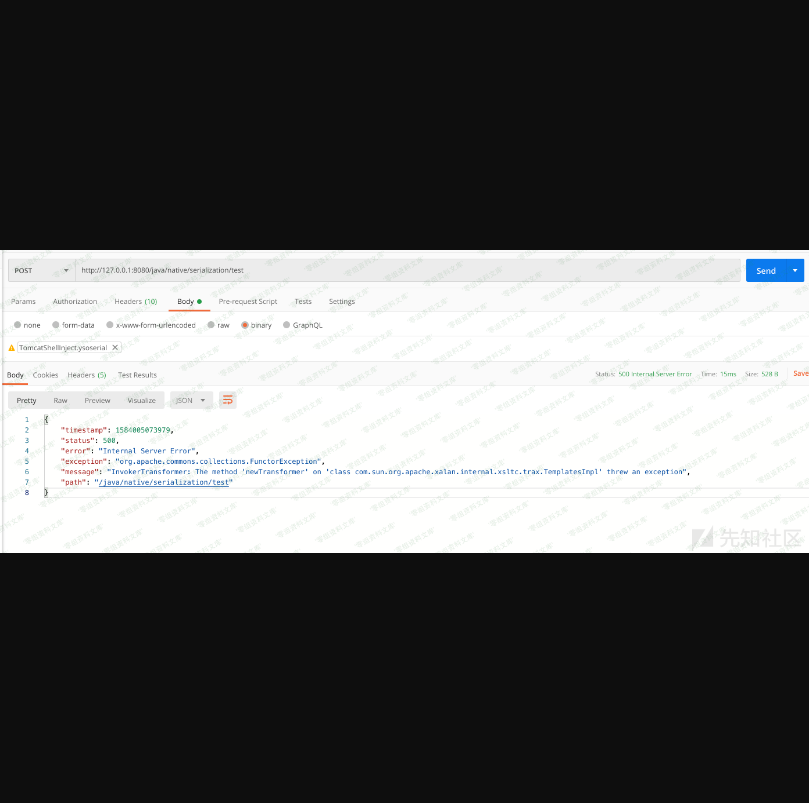 POST http://127.0.0.1:8080/java/native/serialization/test Send
Params Authorization Headers (10) Body Pre-request Script Tests Settings
none form-data x-www-form-urlencoded raw binary GraphQL
TomcatShellInject.ysoserial
Body Cookies Headers (5) Test Results Status: 500 Internal Server Error Time: 15ms Size: 528 B Save
Pretty Raw Preview Visualize JSON
1 {
2 "timestamp": 1584005073979,
3 "status": 500,
4 "error": "Internal Server Error",
5 "exception": "org.apache.commons.collections.FunctorException",
6 "message": "InvokerTransformer: The method 'newTransformer' on 'class com.sun.org.apache.xalan.internal.xsltc.trax.TemplatesImpl' threw an exception",
7 "path": "/java/native/serialization/test"
8 }
先知社区